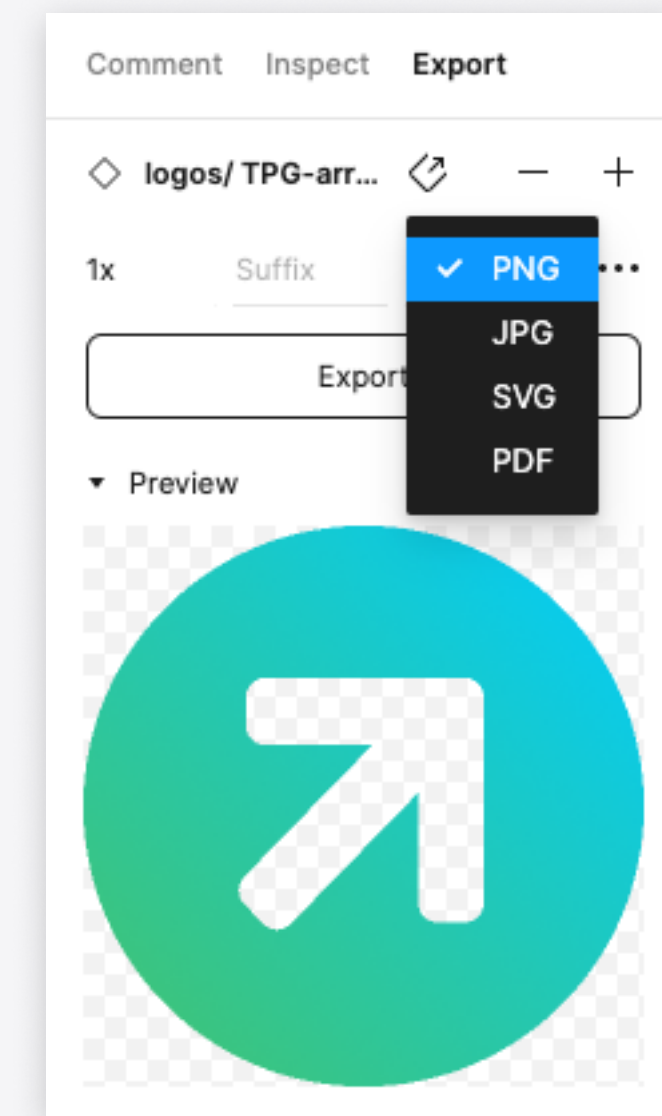 Comment Inspect Export
logos/ TPG-arr...
1x Suffix PNG
JPG
Export
SVG
PDF
Preview